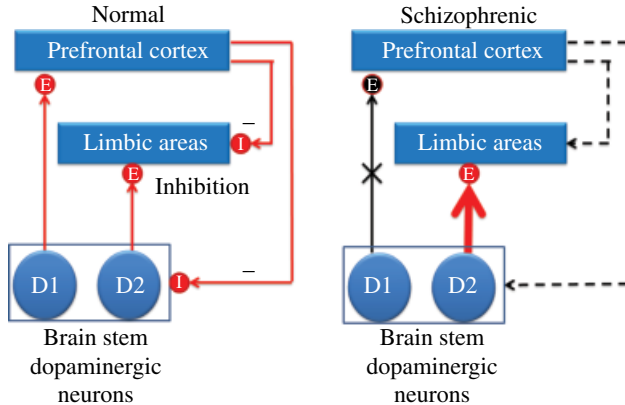 Normal
Prefrontal cortex
E
–
Limbic areas
I
E
Inhibition
–
D1
D2
I
Brain stem
dopaminergic
neurons
Schizophrenic
Prefrontal cortex
E
Limbic areas
E
D1
D2
Brain stem
dopaminergic
neurons